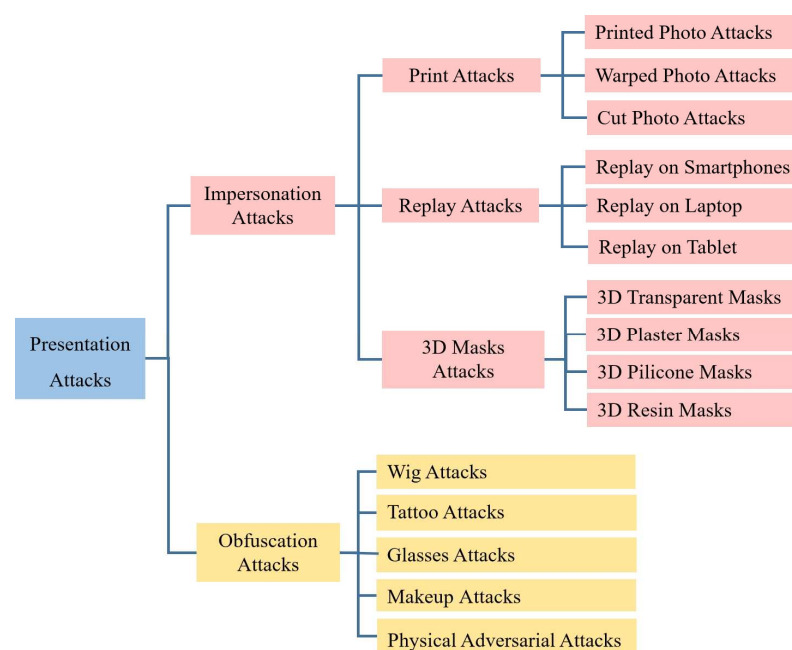 Presentation
Attacks
Impersonation
Attacks
Print Attacks
Printed Photo Attacks
Warped Photo Attacks
Cut Photo Attacks
Replay Attacks
Replay on Smartphones
Replay on Laptop
Replay on Tablet
3D Masks
Attacks
3D Transparent Masks
3D Plaster Masks
3D Pilicone Masks
3D Resin Masks
Obfuscation
Attacks
Wig Attacks
Tattoo Attacks
Glasses Attacks
Makeup Attacks
Physical Adversarial Attacks